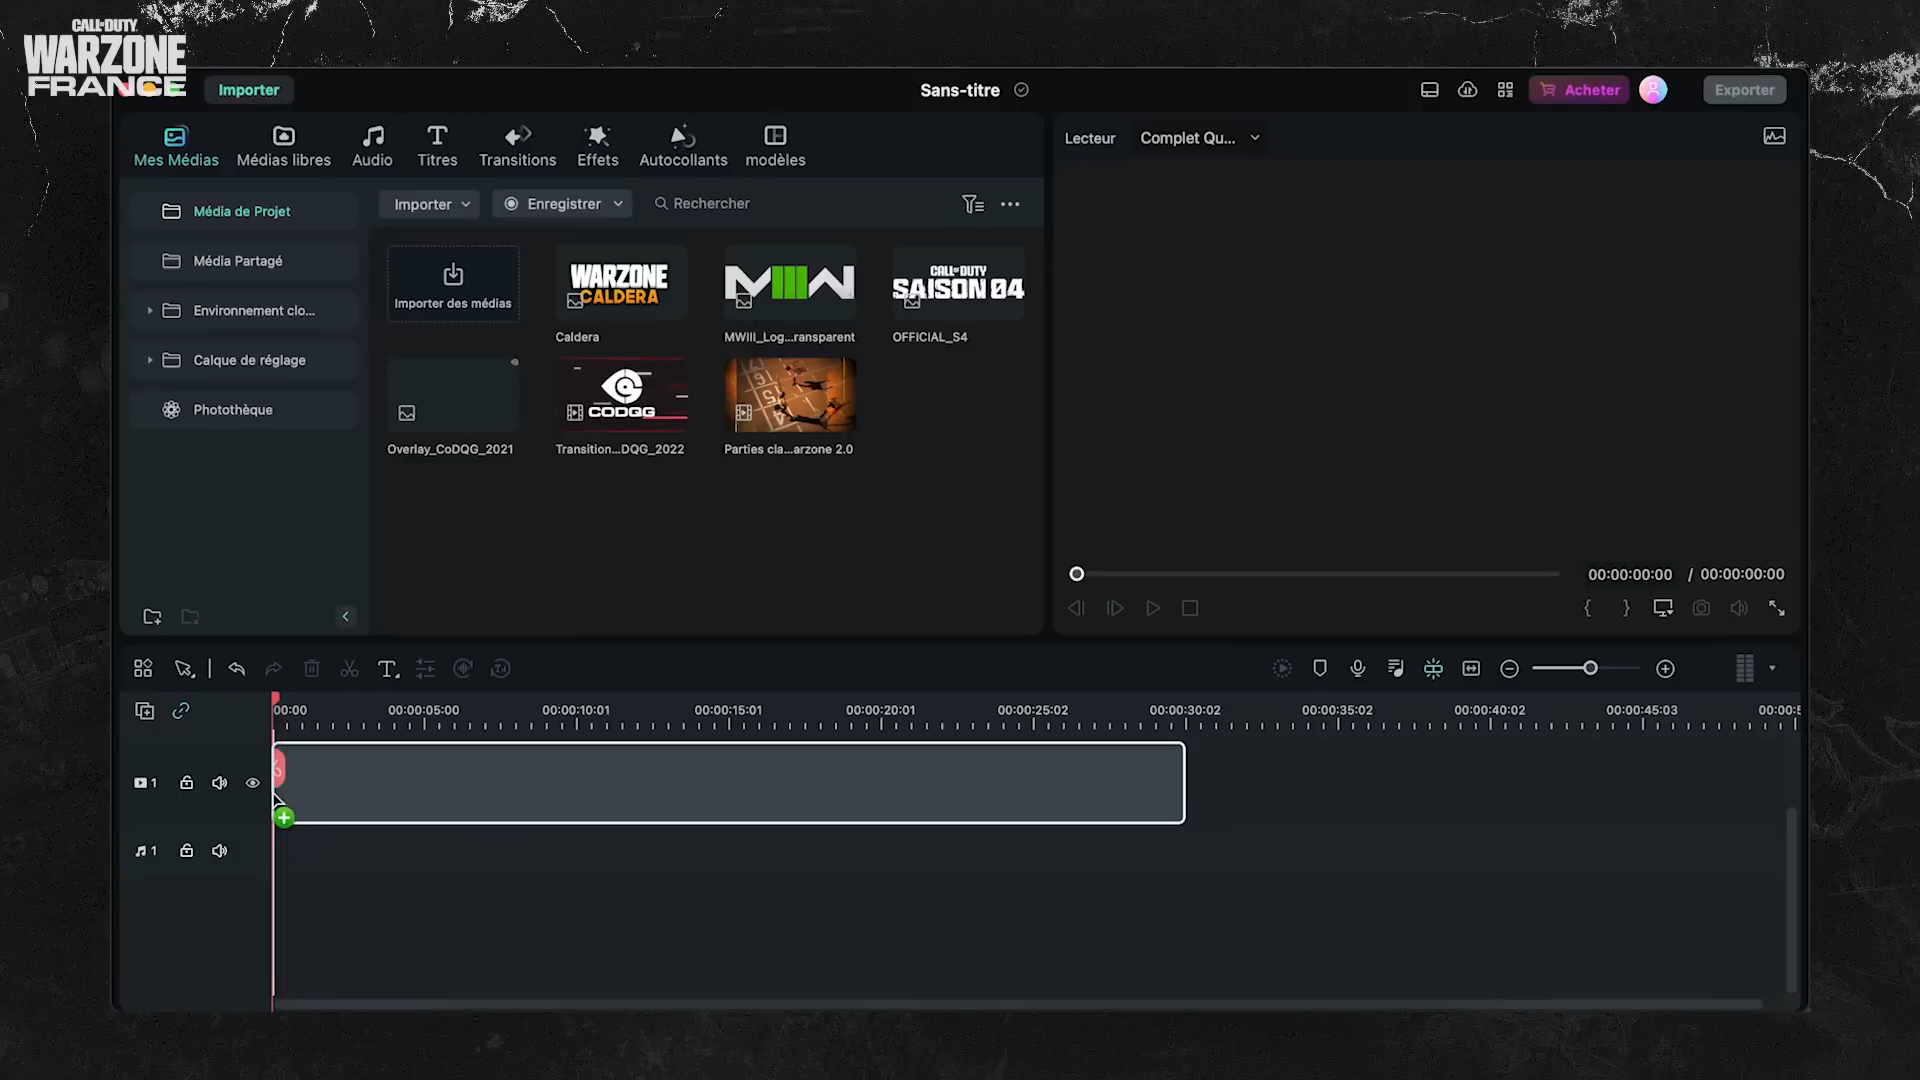 CALL OF DUTY
WARZONE
FRANCE
Importer
Sans-titre
Acheter
Exporter
Mes Médias
Médias libres
Audio
Titres
Transitions
Effets
Autocollants
modèles
Lecteur
Complet Qu...
Média de Projet
Média Partagé
Environnement clo...
Calque de réglage
Photothèque
Importer
Enregistrer
Rechercher
Importer des médias
WARZONE
CALDERA
Caldera
MWIII_Log...ransparent
CALL OF DUTY
SAISON 04
OFFICIAL_S4
Overlay_CoDQG_2021
CODQG
Transition...DQG_2022
Parties cla...arzone 2.0
00:00:00:00 / 00:00:00:00
00:00
00:00:05:00
00:00:10:01
00:00:15:01
00:00:20:01
00:00:25:02
00:00:30:02
00:00:35:02
00:00:40:02
00:00:45:03
1
1